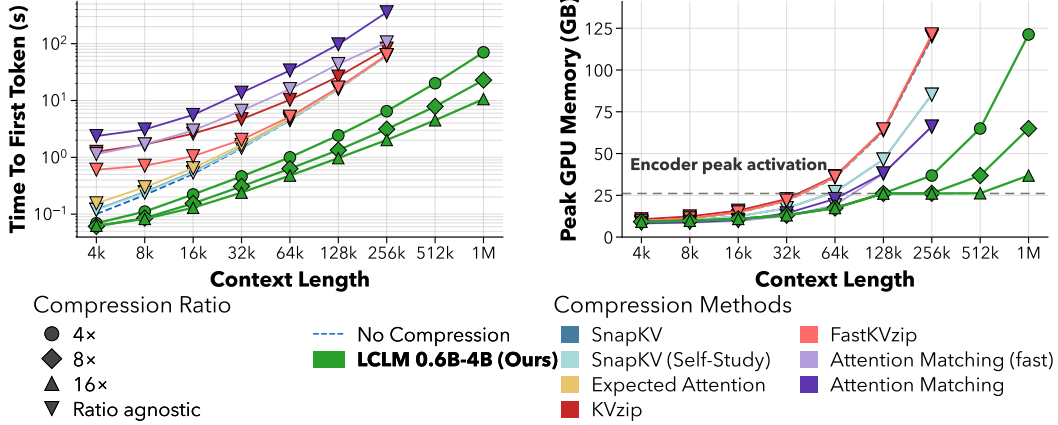 Time To First Token (s)
10²
10¹
10⁰
10⁻¹
4k 8k 16k 32k 64k 128k 256k 512k 1M
Context Length
Peak GPU Memory (GB)
125
100
75
50
25
0
Encoder peak activation
4k 8k 16k 32k 64k 128k 256k 512k 1M
Context Length
Compression Ratio
4×
8×
16×
Ratio agnostic
No Compression
LCLM 0.6B-4B (Ours)
Compression Methods
SnapKV
SnapKV (Self-Study)
Expected Attention
KVzip
FastKVzip
Attention Matching (fast)
Attention Matching